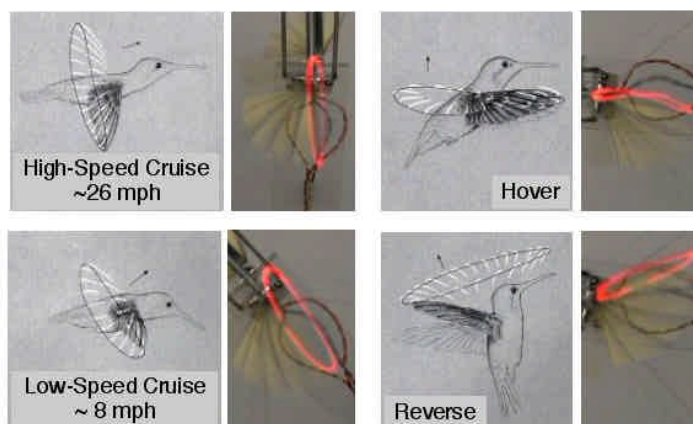 High-Speed Cruise
~26 mph
Hover
Low-Speed Cruise
~ 8 mph
Reverse